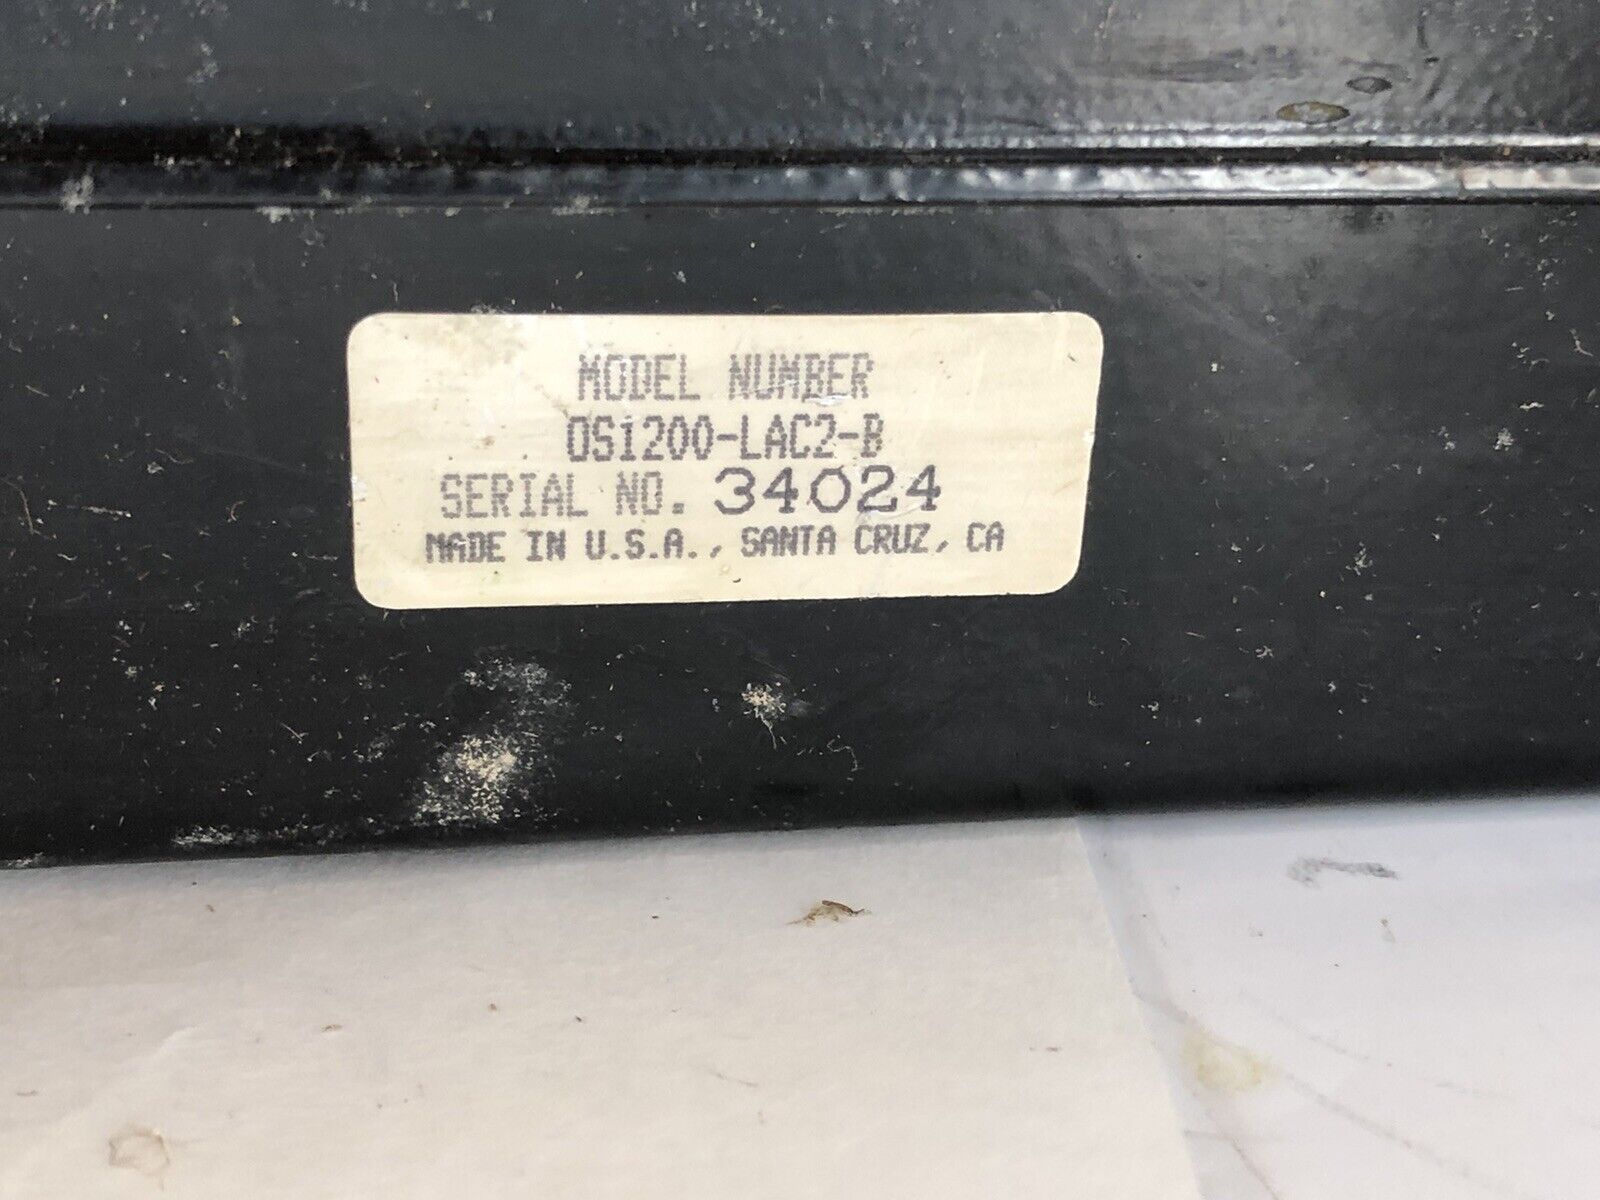 MODEL NUMBER
OS1200-LAC2-B
SERIAL NO. 34024
MADE IN U.S.A., SANTA CRUZ, CA